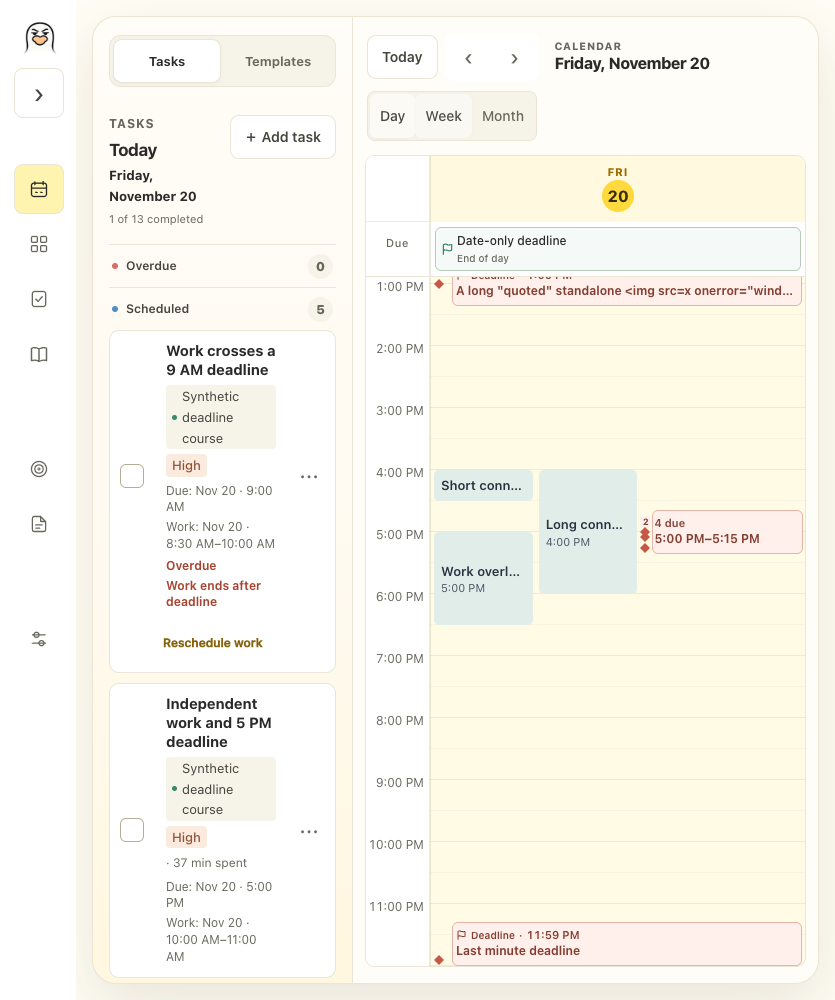 Tasks
Templates
TASKS
Today
Friday,
November 20
1 of 13 completed
+ Add task
Overdue
0
Scheduled
5
Work crosses a
9 AM deadline
Synthetic
deadline
course
High
Due: Nov 20 · 9:00
AM
Work: Nov 20 ·
8:30 AM–10:00 AM
Overdue
Work ends after
deadline
Reschedule work
Independent
work and 5 PM
deadline
Synthetic
deadline
course
High
· 37 min spent
Due: Nov 20 · 5:00
PM
Work: Nov 20 ·
10:00 AM–11:00
AM
Today
CALENDAR
Friday, November 20
Day
Week
Month
FRI
20
Due
Date-only deadline
End of day
1:00 PM
Deadline · 1:00 PM
A long "quoted" standalone <img src=x onerror="wind...
2:00 PM
3:00 PM
4:00 PM
Short conn...
Long conn...
4:00 PM
2
4 due
5:00 PM–5:15 PM
5:00 PM
Work overl...
5:00 PM
6:00 PM
7:00 PM
8:00 PM
9:00 PM
10:00 PM
11:00 PM
Deadline · 11:59 PM
Last minute deadline